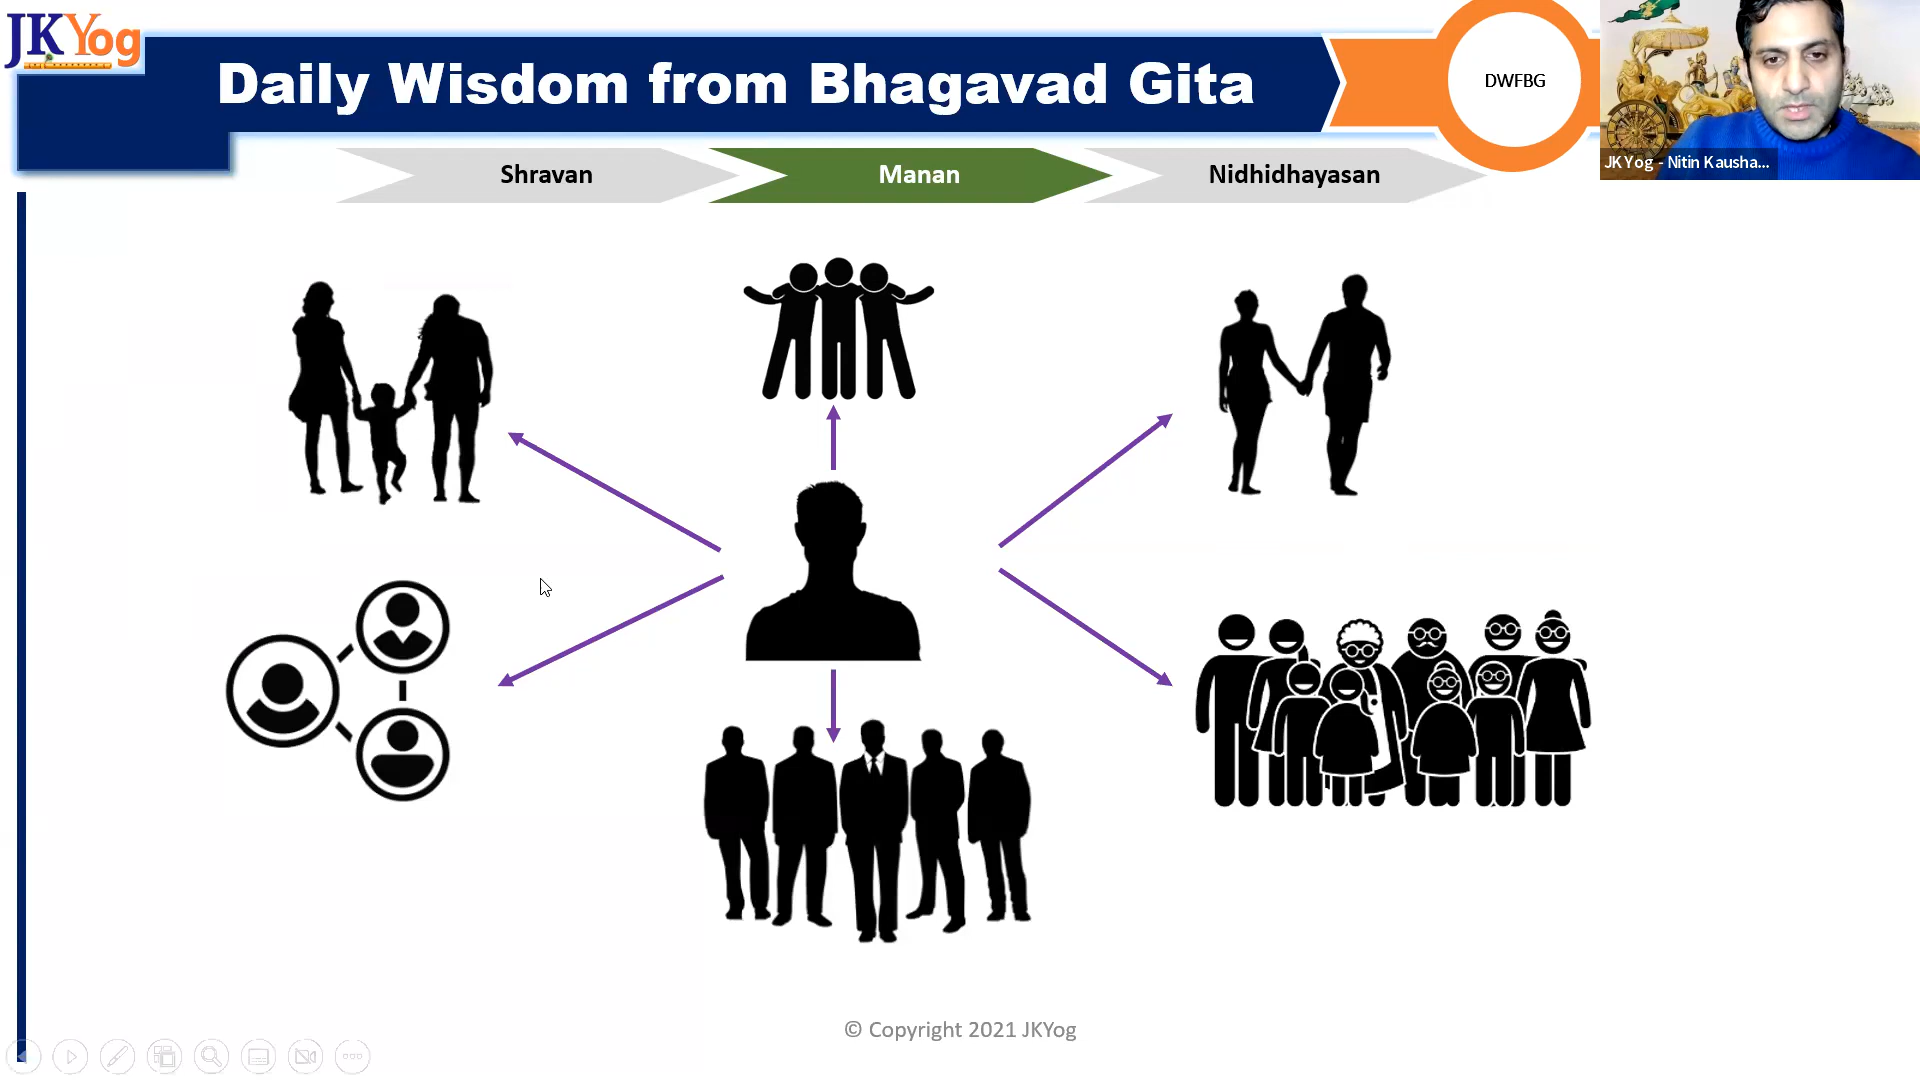 JKYog
Daily Wisdom from Bhagavad Gita
DWFBG
JK Yog - Nitin Kausha...
Shravan
Manan
Nidhidhayasan
© Copyright 2021 JKYog